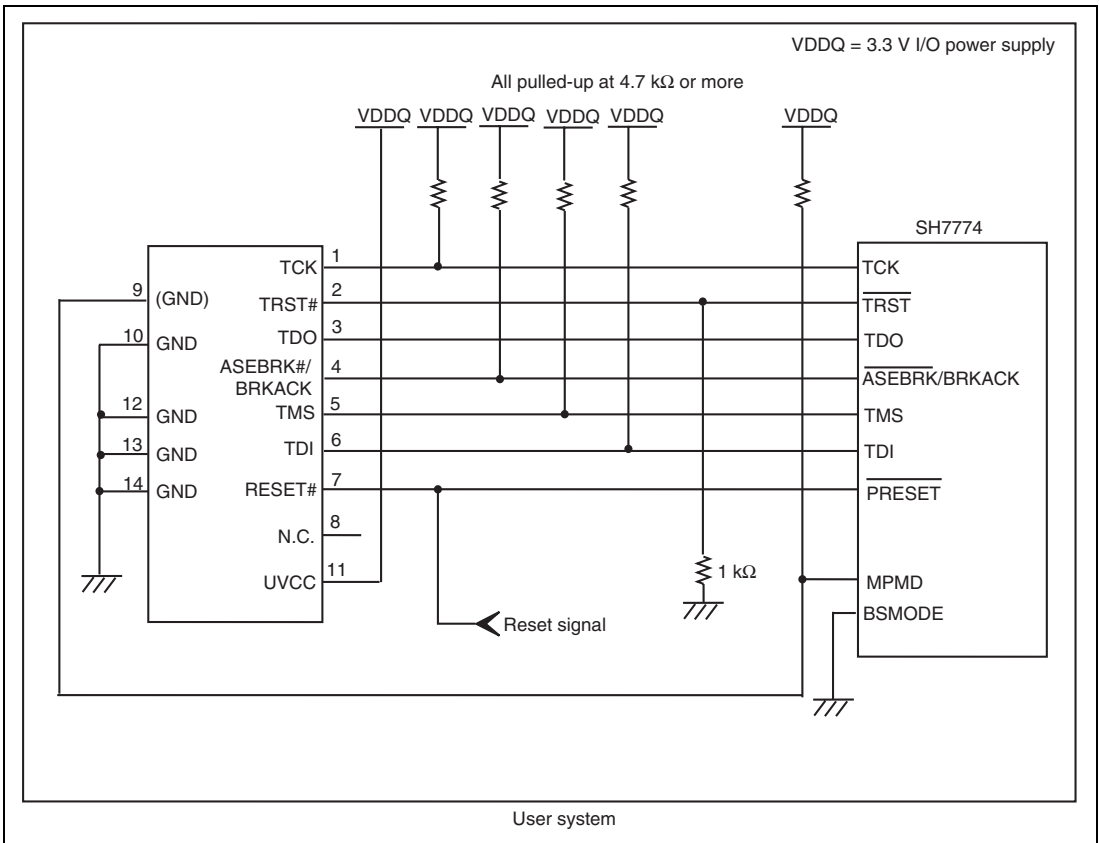 VDDQ = 3.3 V I/O power supply
All pulled-up at 4.7 kΩ or more
VDDQ VDDQ VDDQ VDDQ VDDQ VDDQ
SH7774
TCK 1 TCK
9 (GND) TRST# 2 T̅R̅S̅T̅
10 GND TDO 3 TDO
ASEBRK#/
BRKACK 4 A̅S̅E̅B̅R̅K̅/BRKACK
12 GND TMS 5 TMS
13 GND TDI 6 TDI
14 GND RESET# 7 P̅R̅E̅S̅E̅T̅
N.C. 8
UVCC 11 1 kΩ MPMD
Reset signal BSMODE
User system